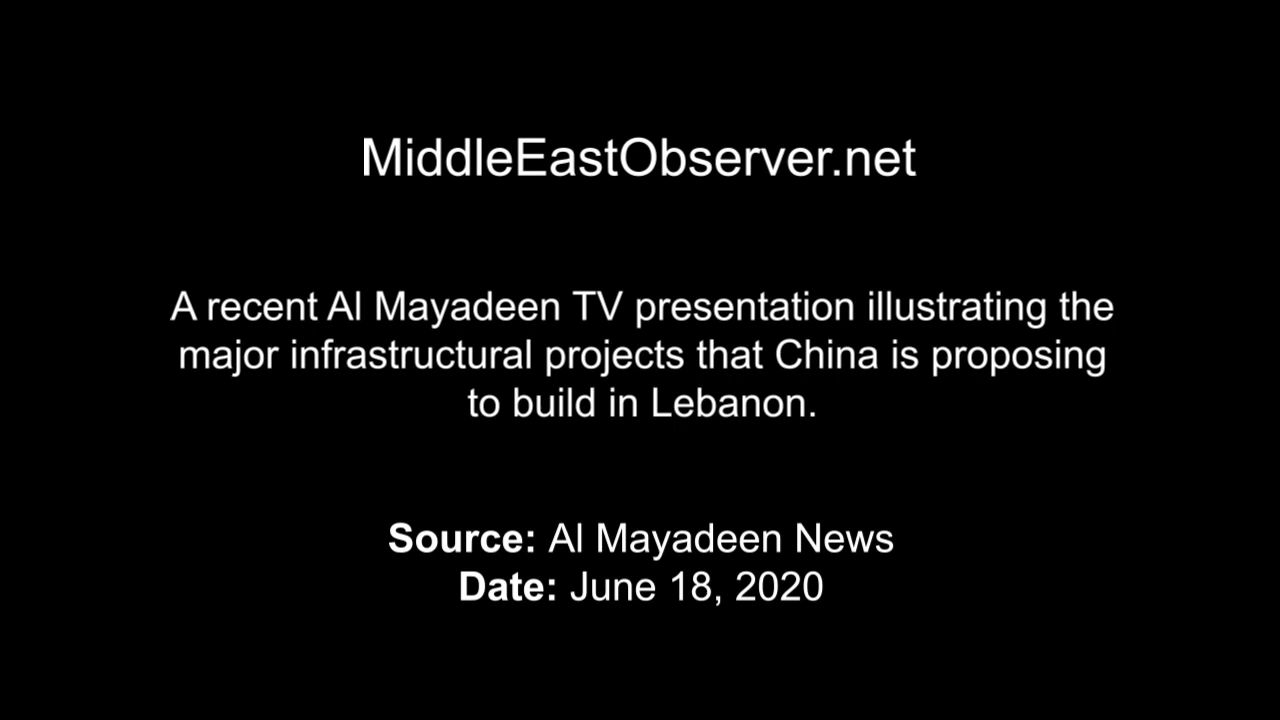 MiddleEastObserver.net
A recent Al Mayadeen TV presentation illustrating the
major infrastructural projects that China is proposing
to build in Lebanon.
Source: Al Mayadeen News
Date: June 18, 2020